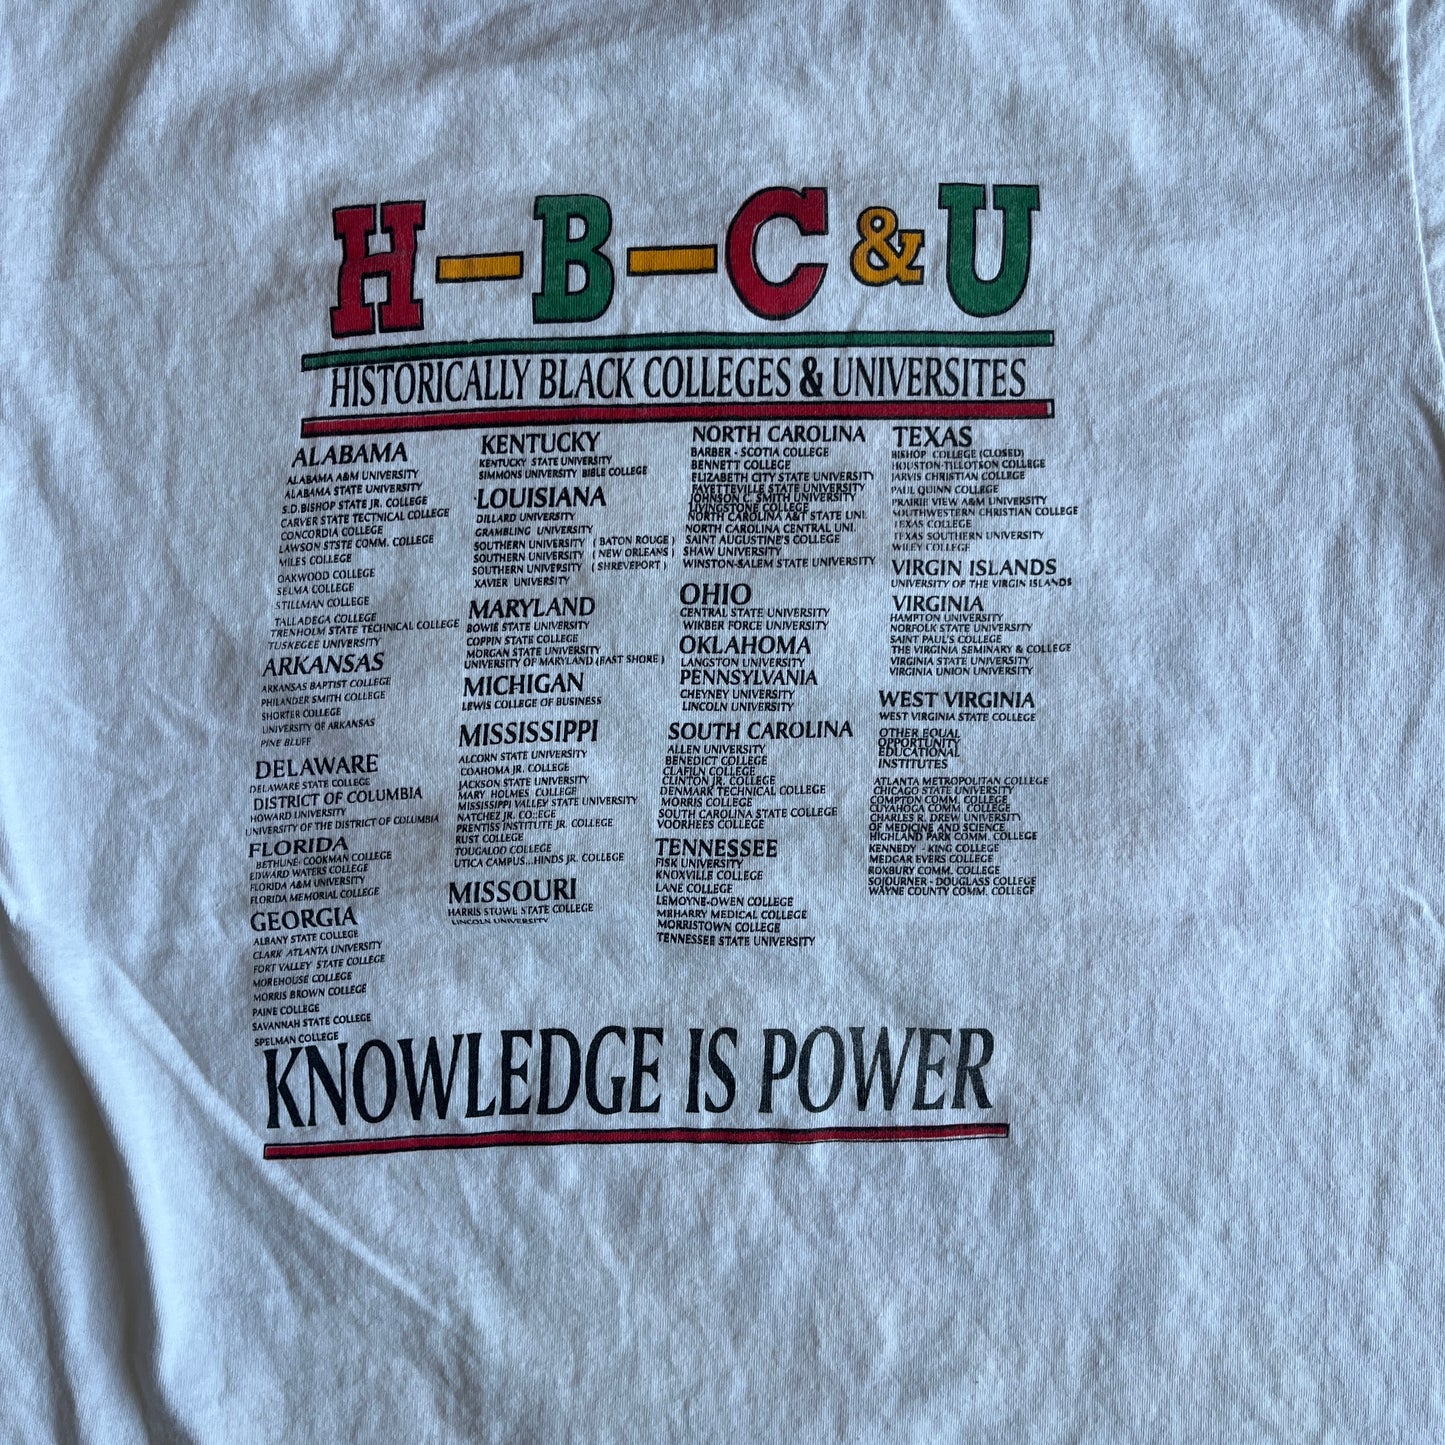 H-B-C&U
HISTORICALLY BLACK COLLEGES & UNIVERSITES
ALABAMA
ALABAMA A&M UNIVERSITY
ALABAMA STATE UNIVERSITY
S.D. BISHOP STATE JR. COLLEGE
CARVER STATE TECTNICAL COLLEGE
CONCORDIA COLLEGE
LAWSON STSTE COMM. COLLEGE
MILES COLLEGE
OAKWOOD COLLEGE
SELMA COLLEGE
STILLMAN COLLEGE
TALLADEGA COLLEGE
TRENHOLM STATE TECHNICAL COLLEGE
TUSKEGEE UNIVERSITY
ARKANSAS
ARKANSAS BAPTIST COLLEGE
PHILANDER SMITH COLLEGE
SHORTER COLLEGE
UNIVERSITY OF ARKANSAS
PINE BLUFF
DELAWARE
DELAWARE STATE COLLEGE
DISTRICT OF COLUMBIA
HOWARD UNIVERSITY
UNIVERSITY OF THE DISTRICT OF COLUMBIA
FLORIDA
BETHUNE- COOKMAN COLLEGE
EDWARD WATERS COLLEGE
FLORIDA A&M UNIVERSITY
FLORIDA MEMORIAL COLLEGE
GEORGIA
ALBANY STATE COLLEGE
CLARK ATLANTA UNIVERSITY
FORT VALLEY STATE COLLEGE
MOREHOUSE COLLEGE
MORRIS BROWN COLLEGE
PAINE COLLEGE
SAVANNAH STATE COLLEGE
SPELMAN COLLEGE
KENTUCKY
KENTUCKY STATE UNIVERSITY
SIMMONS UNIVERSITY BIBLE COLLEGE
LOUISIANA
DILLARD UNIVERSITY
GRAMBLING UNIVERSITY
SOUTHERN UNIVERSITY ( BATON ROUGE )
SOUTHERN UNIVERSITY ( NEW ORLEANS )
SOUTHERN UNIVERSITY ( SHREVEPORT )
XAVIER UNIVERSITY
MARYLAND
BOWIE STATE UNIVERSITY
COPPIN STATE COLLEGE
MORGAN STATE UNIVERSITY
UNIVERSITY OF MARYLAND (EAST SHORE )
MICHIGAN
LEWIS COLLEGE OF BUSINESS
MISSISSIPPI
ALCORN STATE UNIVERSITY
COAHOMA JR. COLLEGE
JACKSON STATE UNIVERSITY
MARY HOLMES COLLEGE
MISSISSIPPI VALLEY STATE UNIVERSITY
NATCHEZ JR. CO::EGE
PRENTISS INSTITUTE JR. COLLEGE
RUST COLLEGE
TOUGALOO COLLEGE
UTICA CAMPUS...HINDS JR. COLLEGE
MISSOURI
HARRIS STOWE STATE COLLEGE
LINCOLN UNIVERSITY
NORTH CAROLINA
BARBER - SCOTIA COLLEGE
BENNETT COLLEGE
ELIZABETH CITY STATE UNIVERSITY
FAYETTEVILLE STATE UNIVERSITY
JOHNSON C. SMITH UNIVERSITY
LIVINGSTONE COLLEGE
NORTH CAROLINA A&T STATE UNI.
NORTH CAROLINA CENTRAL UNI.
SAINT AUGUSTINE'S COLLEGE
SHAW UNIVERSITY
WINSTON-SALEM STATE UNIVERSITY
OHIO
CENTRAL STATE UNIVERSITY
WIKBER FORCE UNIVERSITY
OKLAHOMA
LANGSTON UNIVERSITY
PENNSYLVANIA
CHEYNEY UNIVERSITY
LINCOLN UNIVERSITY
SOUTH CAROLINA
ALLEN UNIVERSITY
BENEDICT COLLEGE
CLAFILN COLLEGE
CLINTON JR. COLLEGE
DENMARK TECHNICAL COLLEGE
MORRIS COLLEGE
SOUTH CAROLINA STATE COLLEGE
VOORHEES COLLEGE
TENNESSEE
FISK UNIVERSITY
KNOXVILLE COLLEGE
LANE COLLEGE
LEMOYNE-OWEN COLLEGE
MEHARRY MEDICAL COLLEGE
MORRISTOWN COLLEGE
TENNESSEE STATE UNIVERSITY
TEXAS
BISHOP COLLEGE (CLOSED)
HOUSTON-TILLOTSON COLLEGE
JARVIS CHRISTIAN COLLEGE
PAUL QUINN COLLEGE
PRAIRIE VIEW A&M UNIVERSITY
SOUTHWESTERN CHRISTIAN COLLEGE
TEXAS COLLEGE
TEXAS SOUTHERN UNIVERSITY
WILEY COLLEGE
VIRGIN ISLANDS
UNIVERSITY OF THE VIRGIN ISLANDS
VIRGINIA
HAMPTON UNIVERSITY
NORFOLK STATE UNIVERSITY
SAINT PAUL'S COLLEGE
THE VIRGINIA SEMINARY & COLLEGE
VIRGINIA STATE UNIVERSITY
VIRGINIA UNION UNIVERSITY
WEST VIRGINIA
WEST VIRGINIA STATE COLLEGE
OTHER EQUAL
OPPORTUNITY
EDUCATIONAL
INSTITUTES
ATLANTA METROPOLITAN COLLEGE
CHICAGO STATE UNIVERSITY
COMPTON COMM. COLLEGE
CUYAHOGA COMM. COLLEGE
CHARLES R. DREW UNIVERSITY
OF MEDICINE AND SCIENCE
HIGHLAND PARK COMM. COLLEGE
KENNEDY - KING COLLEGE
MEDGAR EVERS COLLEGE
ROXBURY COMM. COLLEGE
SOJOURNER - DOUGLASS COLLEGE
WAYNE COUNTY COMM. COLLEGE
KNOWLEDGE IS POWER